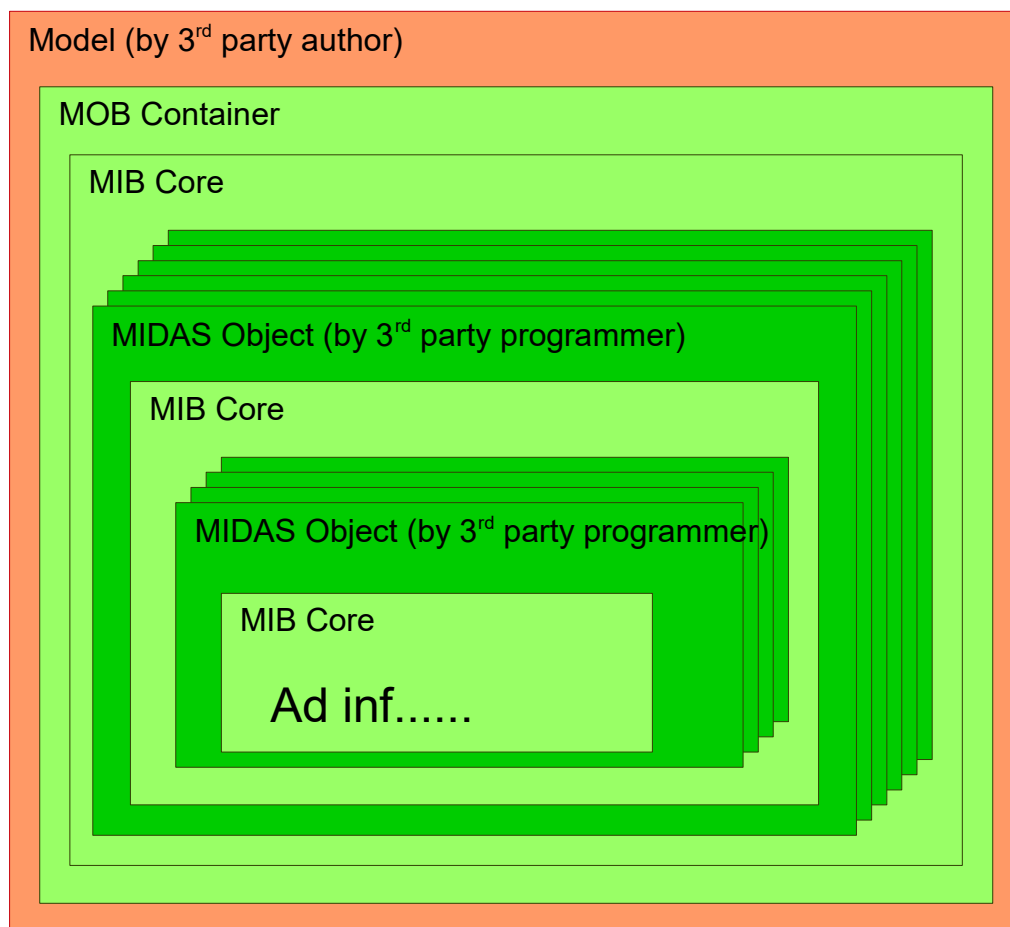 Model (by 3rd party author)
MOB Container
MIB Core
MIDAS Object (by 3rd party programmer)
MIB Core
MIDAS Object (by 3rd party programmer)
MIB Core
Ad inf......